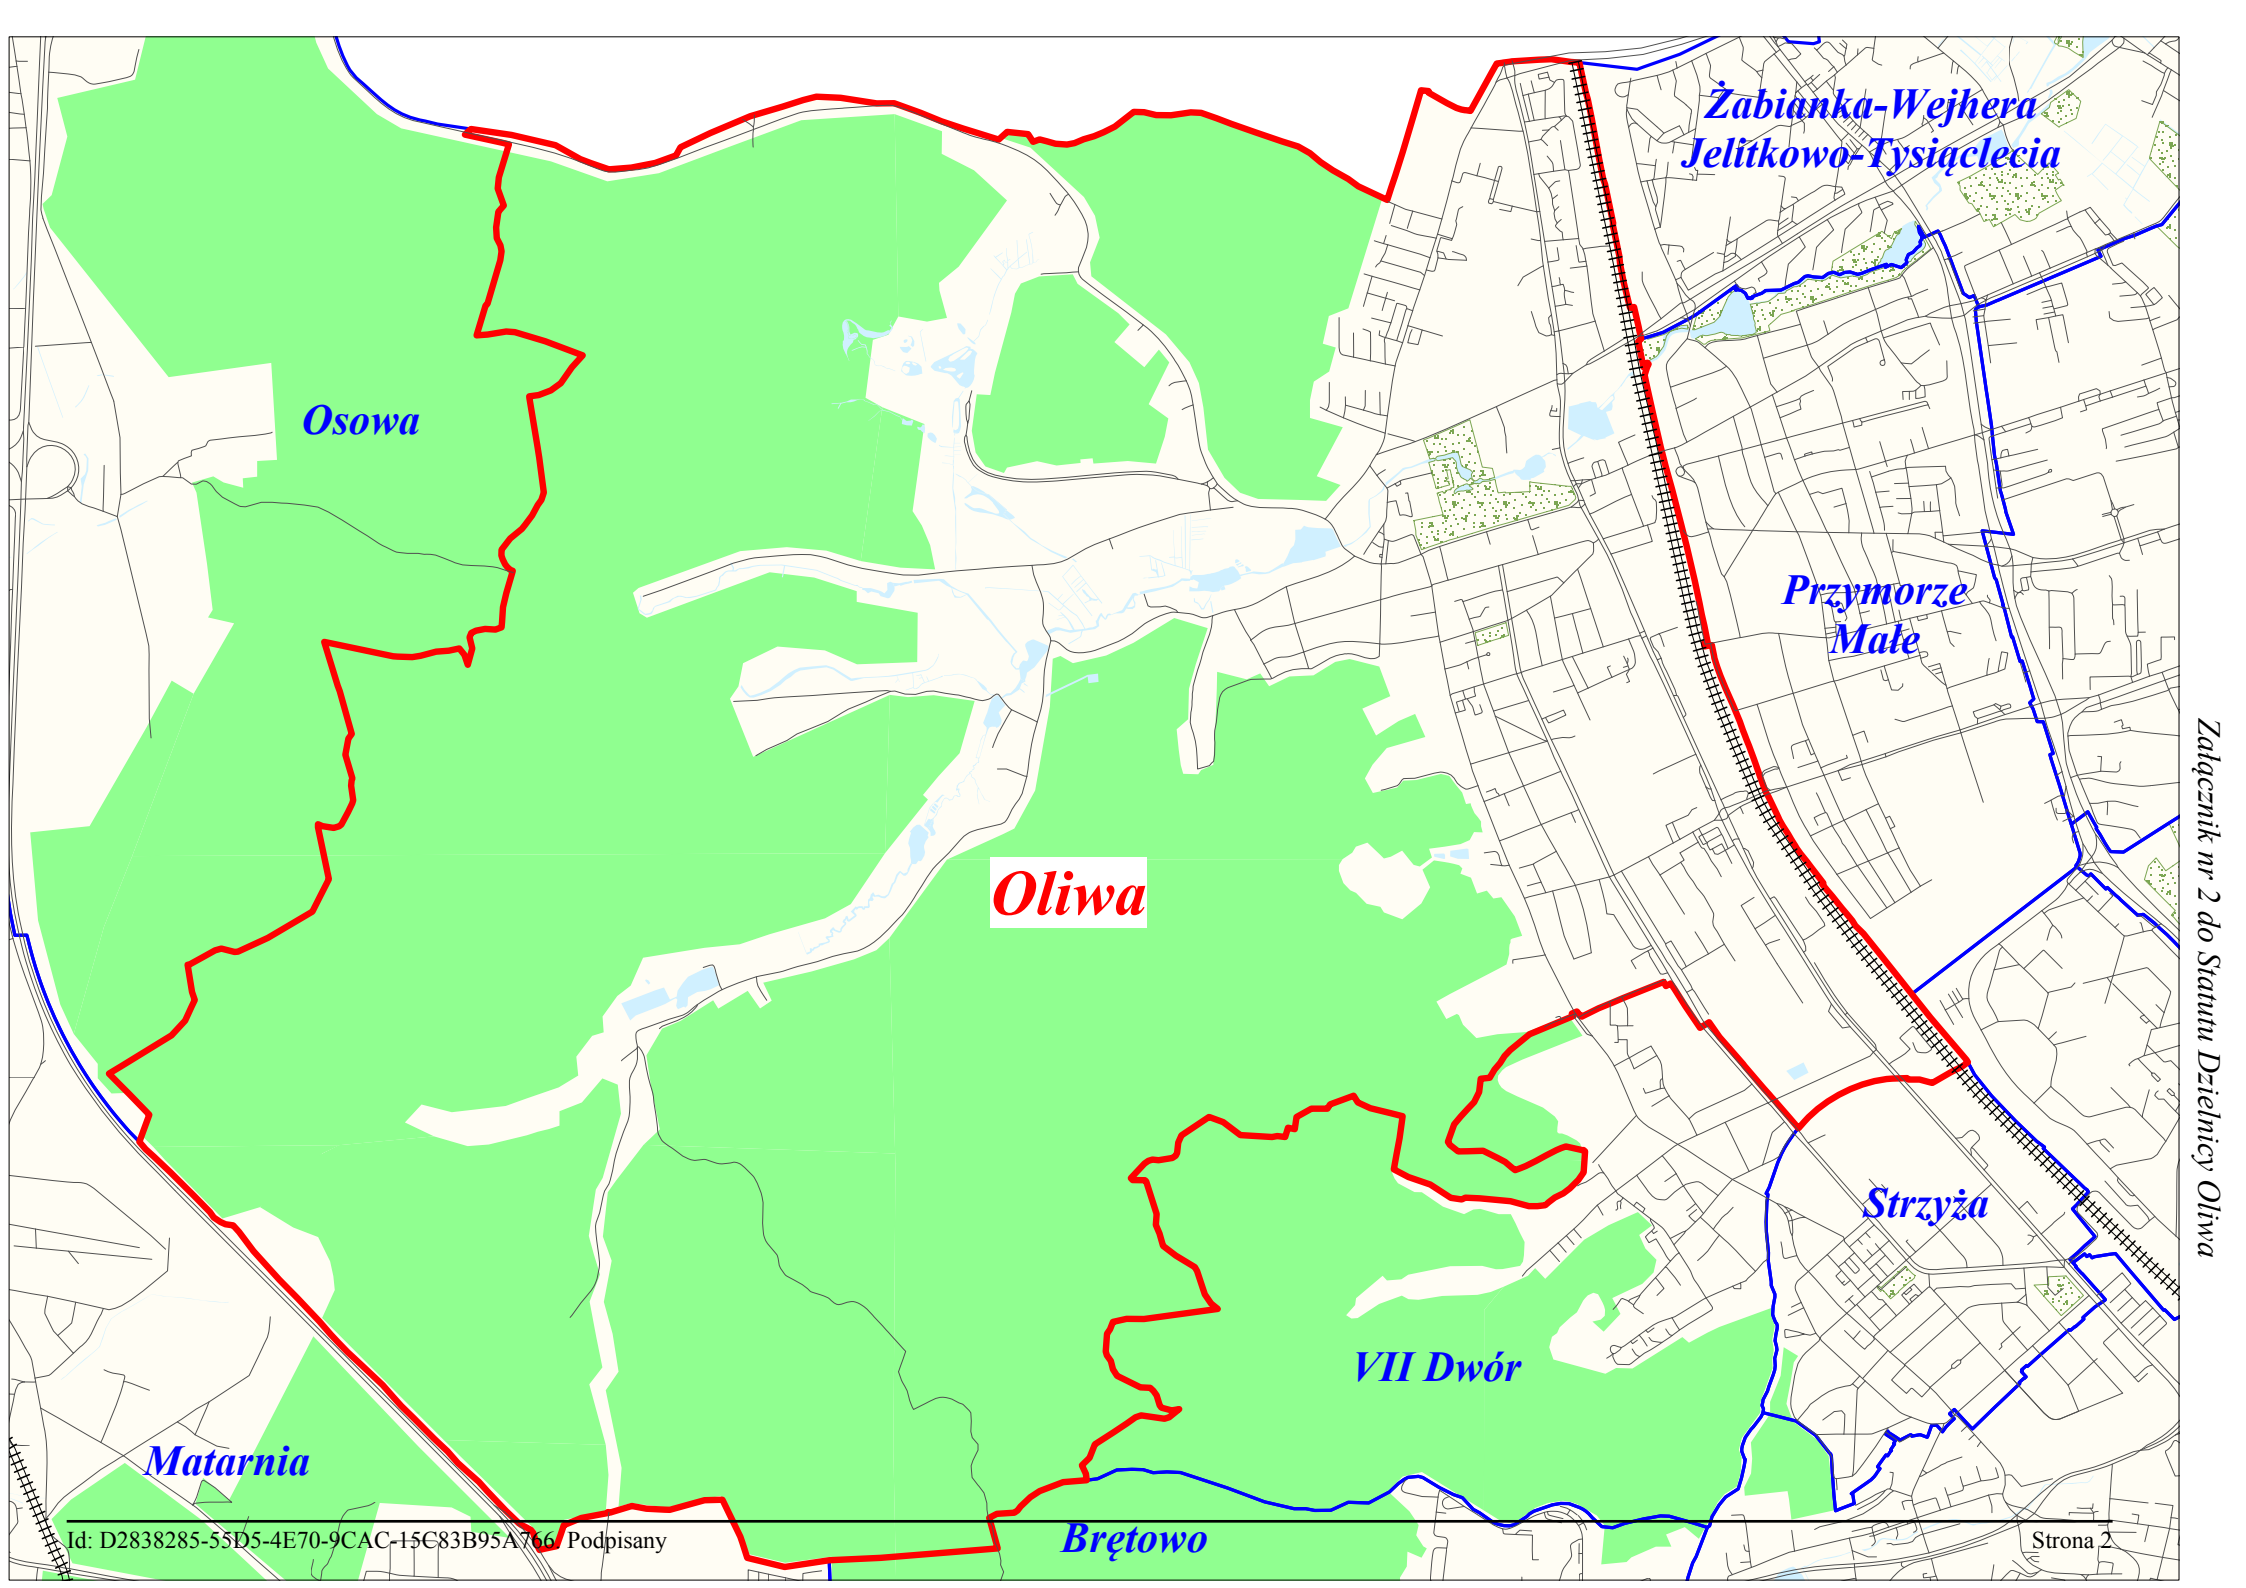 Żabianka-Wejhera
Jelitkowo-Tysiąclecia
Osowa
Przymorze
Małe
Oliwa
Strzyża
VII Dwór
Matarnia
Brętowo
Załącznik nr 2 do Statutu Dzielnicy Oliwa
Id: D2838285-55D5-4E70-9CAC-15C83B95A766. Podpisany
Strona 2